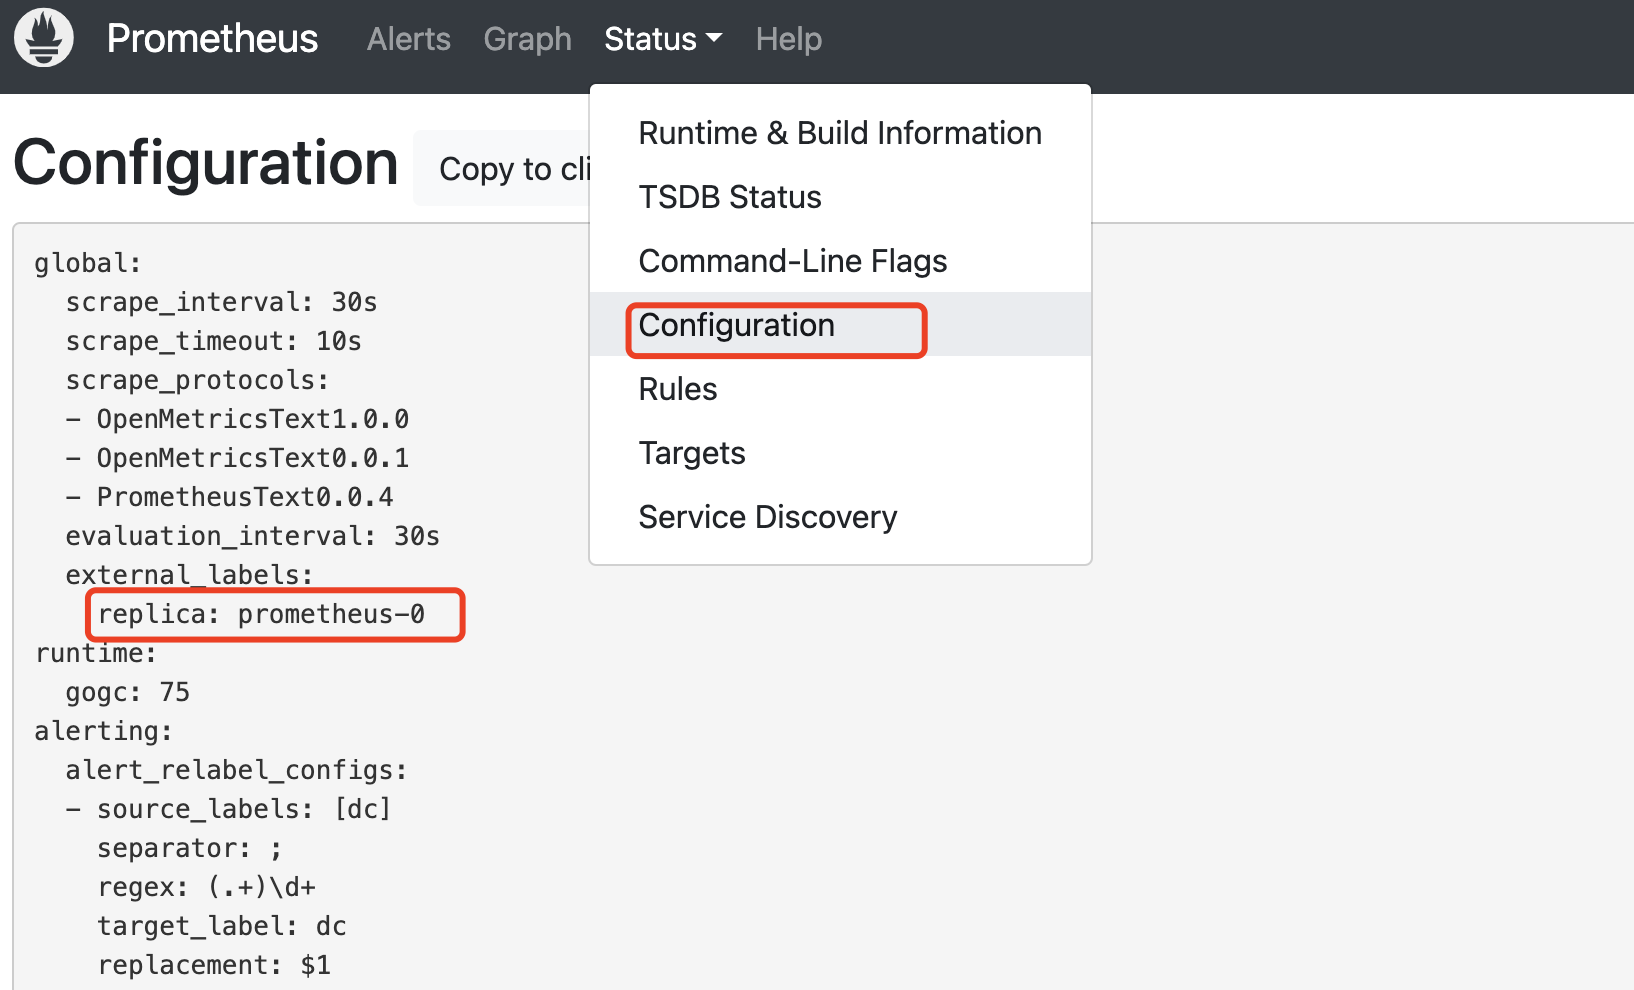 Prometheus Alerts Graph Status Help
Configuration Copy to cli
Runtime & Build Information
TSDB Status
Command-Line Flags
Configuration
Rules
Targets
Service Discovery
global:
  scrape_interval: 30s
  scrape_timeout: 10s
  scrape_protocols:
  - OpenMetricsText1.0.0
  - OpenMetricsText0.0.1
  - PrometheusText0.0.4
  evaluation_interval: 30s
  external_labels:
    replica: prometheus-0
runtime:
  gogc: 75
alerting:
  alert_relabel_configs:
  - source_labels: [dc]
    separator: ;
    regex: (.+)\d+
    target_label: dc
    replacement: $1